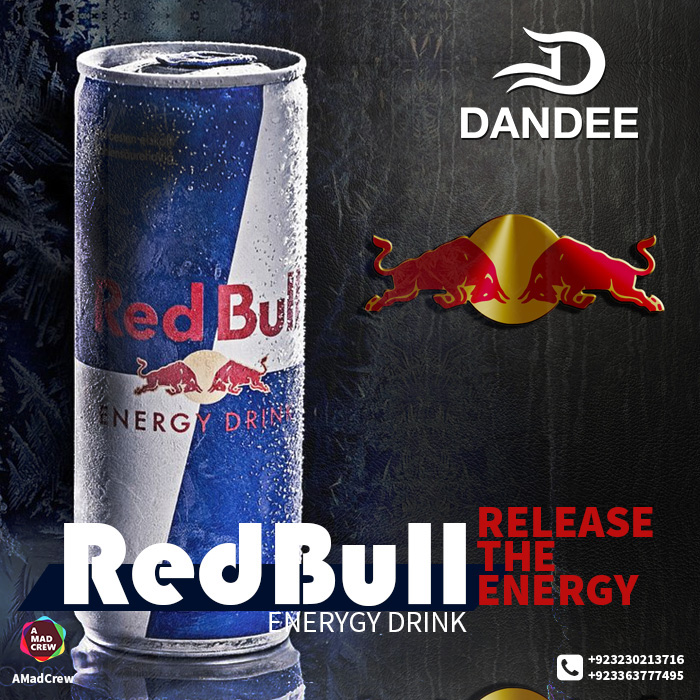 DANDEE
Red Bull
ENERGY DRINK
RedBull
ENERYGY DRINK
RELEASE
THE
ENERGY
A
MAD
CREW
AMadCrew
+923230213716
+923363777495